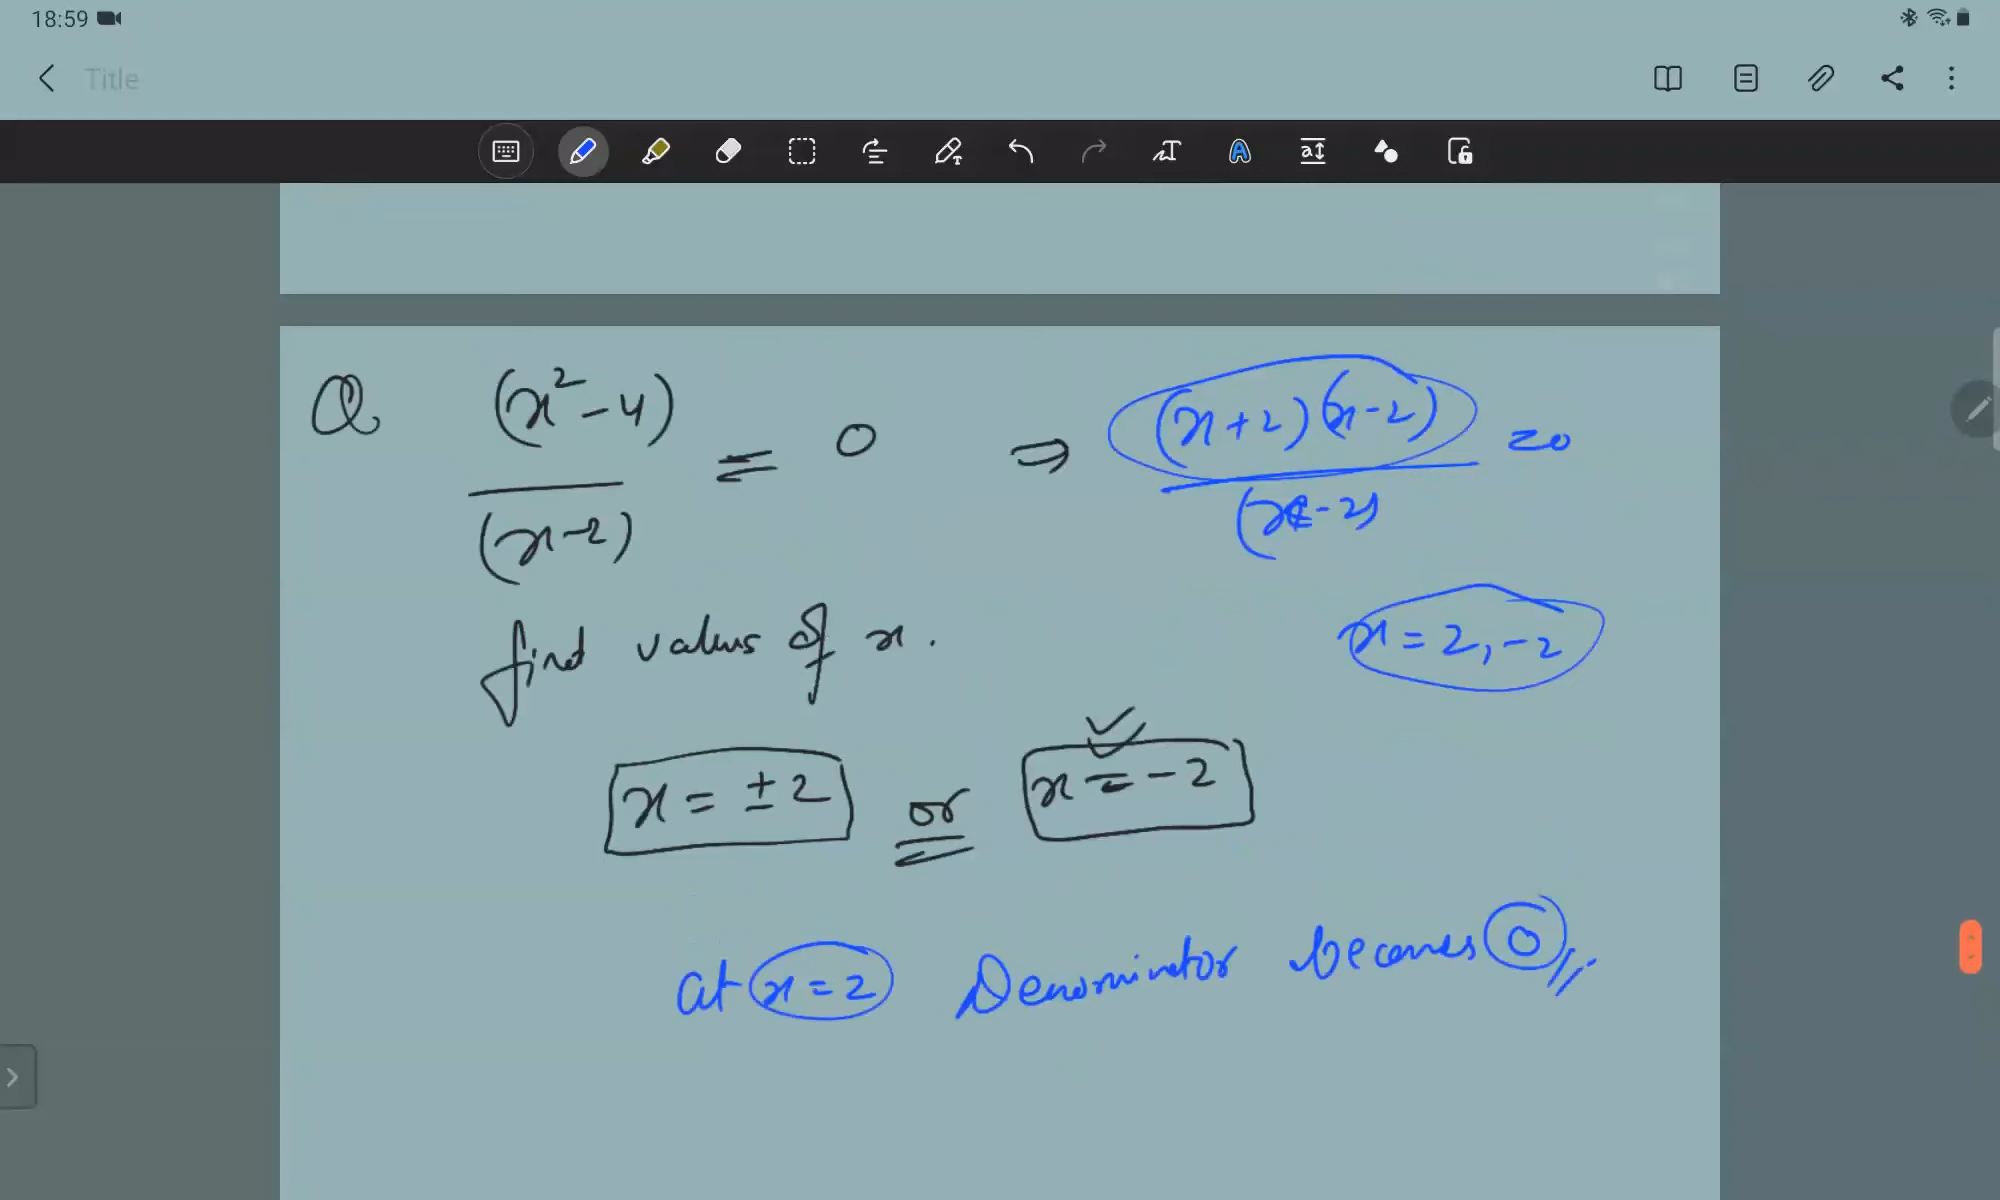 18:59
Title
Q (x²-4)/(x-2) = 0 ⇒ (x+2)(x-2)/(x-2) = 0
find values of x.
x = 2, -2
x = ±2 or x = -2
at x = 2 Denominator becomes 0